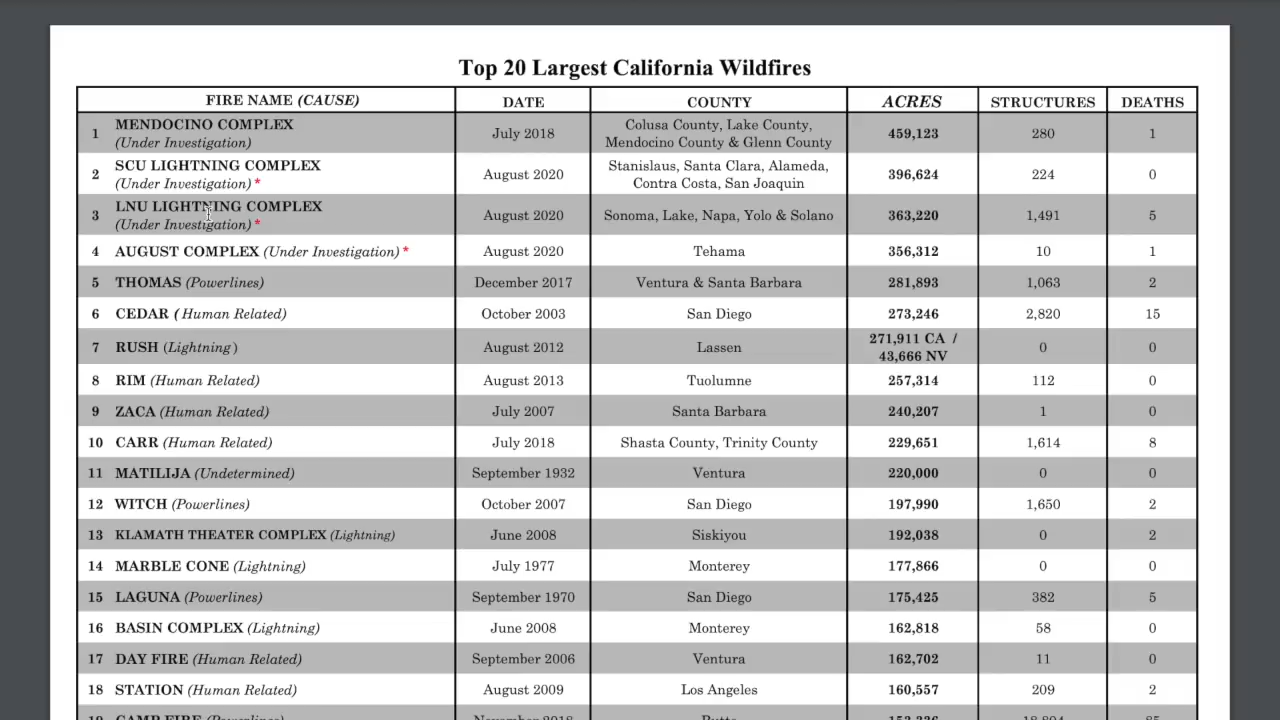 Top 20 Largest California Wildfires
FIRE NAME (CAUSE) DATE COUNTY ACRES STRUCTURES DEATHS
1 MENDOCINO COMPLEX (Under Investigation) July 2018 Colusa County, Lake County, Mendocino County & Glenn County 459,123 280 1
2 SCU LIGHTNING COMPLEX (Under Investigation) * August 2020 Stanislaus, Santa Clara, Alameda, Contra Costa, San Joaquin 396,624 224 0
3 LNU LIGHTNING COMPLEX (Under Investigation) * August 2020 Sonoma, Lake, Napa, Yolo & Solano 363,220 1,491 5
4 AUGUST COMPLEX (Under Investigation) * August 2020 Tehama 356,312 10 1
5 THOMAS (Powerlines) December 2017 Ventura & Santa Barbara 281,893 1,063 2
6 CEDAR ( Human Related) October 2003 San Diego 273,246 2,820 15
7 RUSH (Lightning ) August 2012 Lassen 271,911 CA / 43,666 NV 0 0
8 RIM (Human Related) August 2013 Tuolumne 257,314 112 0
9 ZACA (Human Related) July 2007 Santa Barbara 240,207 1 0
10 CARR (Human Related) July 2018 Shasta County, Trinity County 229,651 1,614 8
11 MATILIJA (Undetermined) September 1932 Ventura 220,000 0 0
12 WITCH (Powerlines) October 2007 San Diego 197,990 1,650 2
13 KLAMATH THEATER COMPLEX (Lightning) June 2008 Siskiyou 192,038 0 2
14 MARBLE CONE (Lightning) July 1977 Monterey 177,866 0 0
15 LAGUNA (Powerlines) September 1970 San Diego 175,425 382 5
16 BASIN COMPLEX (Lightning) June 2008 Monterey 162,818 58 0
17 DAY FIRE (Human Related) September 2006 Ventura 162,702 11 0
18 STATION (Human Related) August 2009 Los Angeles 160,557 209 2
19 CAMP FIRE (Powerlines) November 2018 Butte 153,336 18,804 85